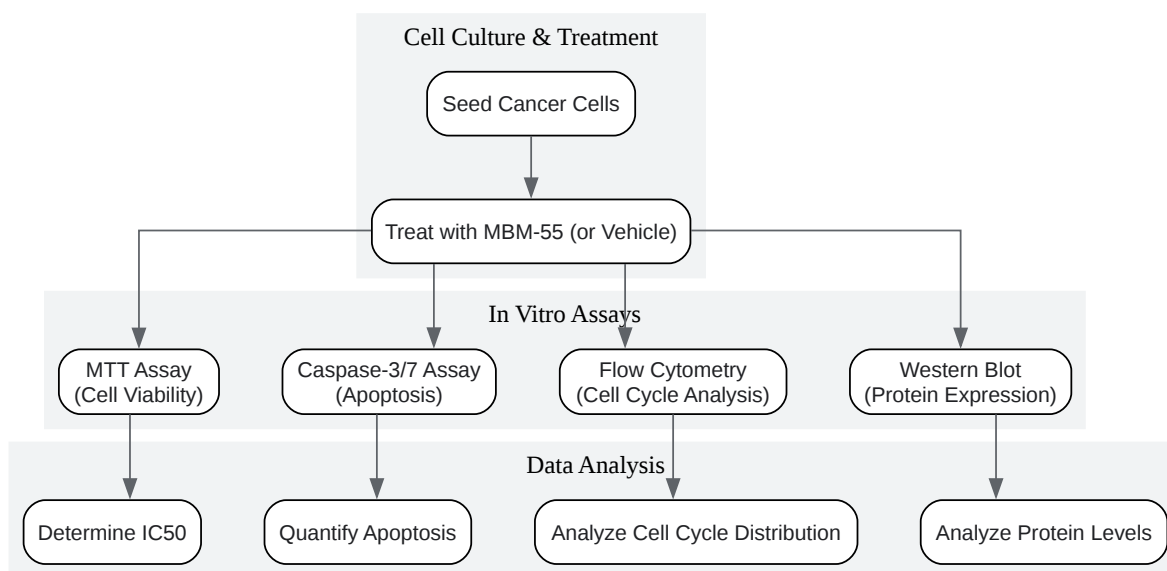 Cell Culture & Treatment
Seed Cancer Cells
Treat with MBM-55 (or Vehicle)
In Vitro Assays
MTT Assay
(Cell Viability)
Caspase-3/7 Assay
(Apoptosis)
Flow Cytometry
(Cell Cycle Analysis)
Western Blot
(Protein Expression)
Data Analysis
Determine IC50
Quantify Apoptosis
Analyze Cell Cycle Distribution
Analyze Protein Levels